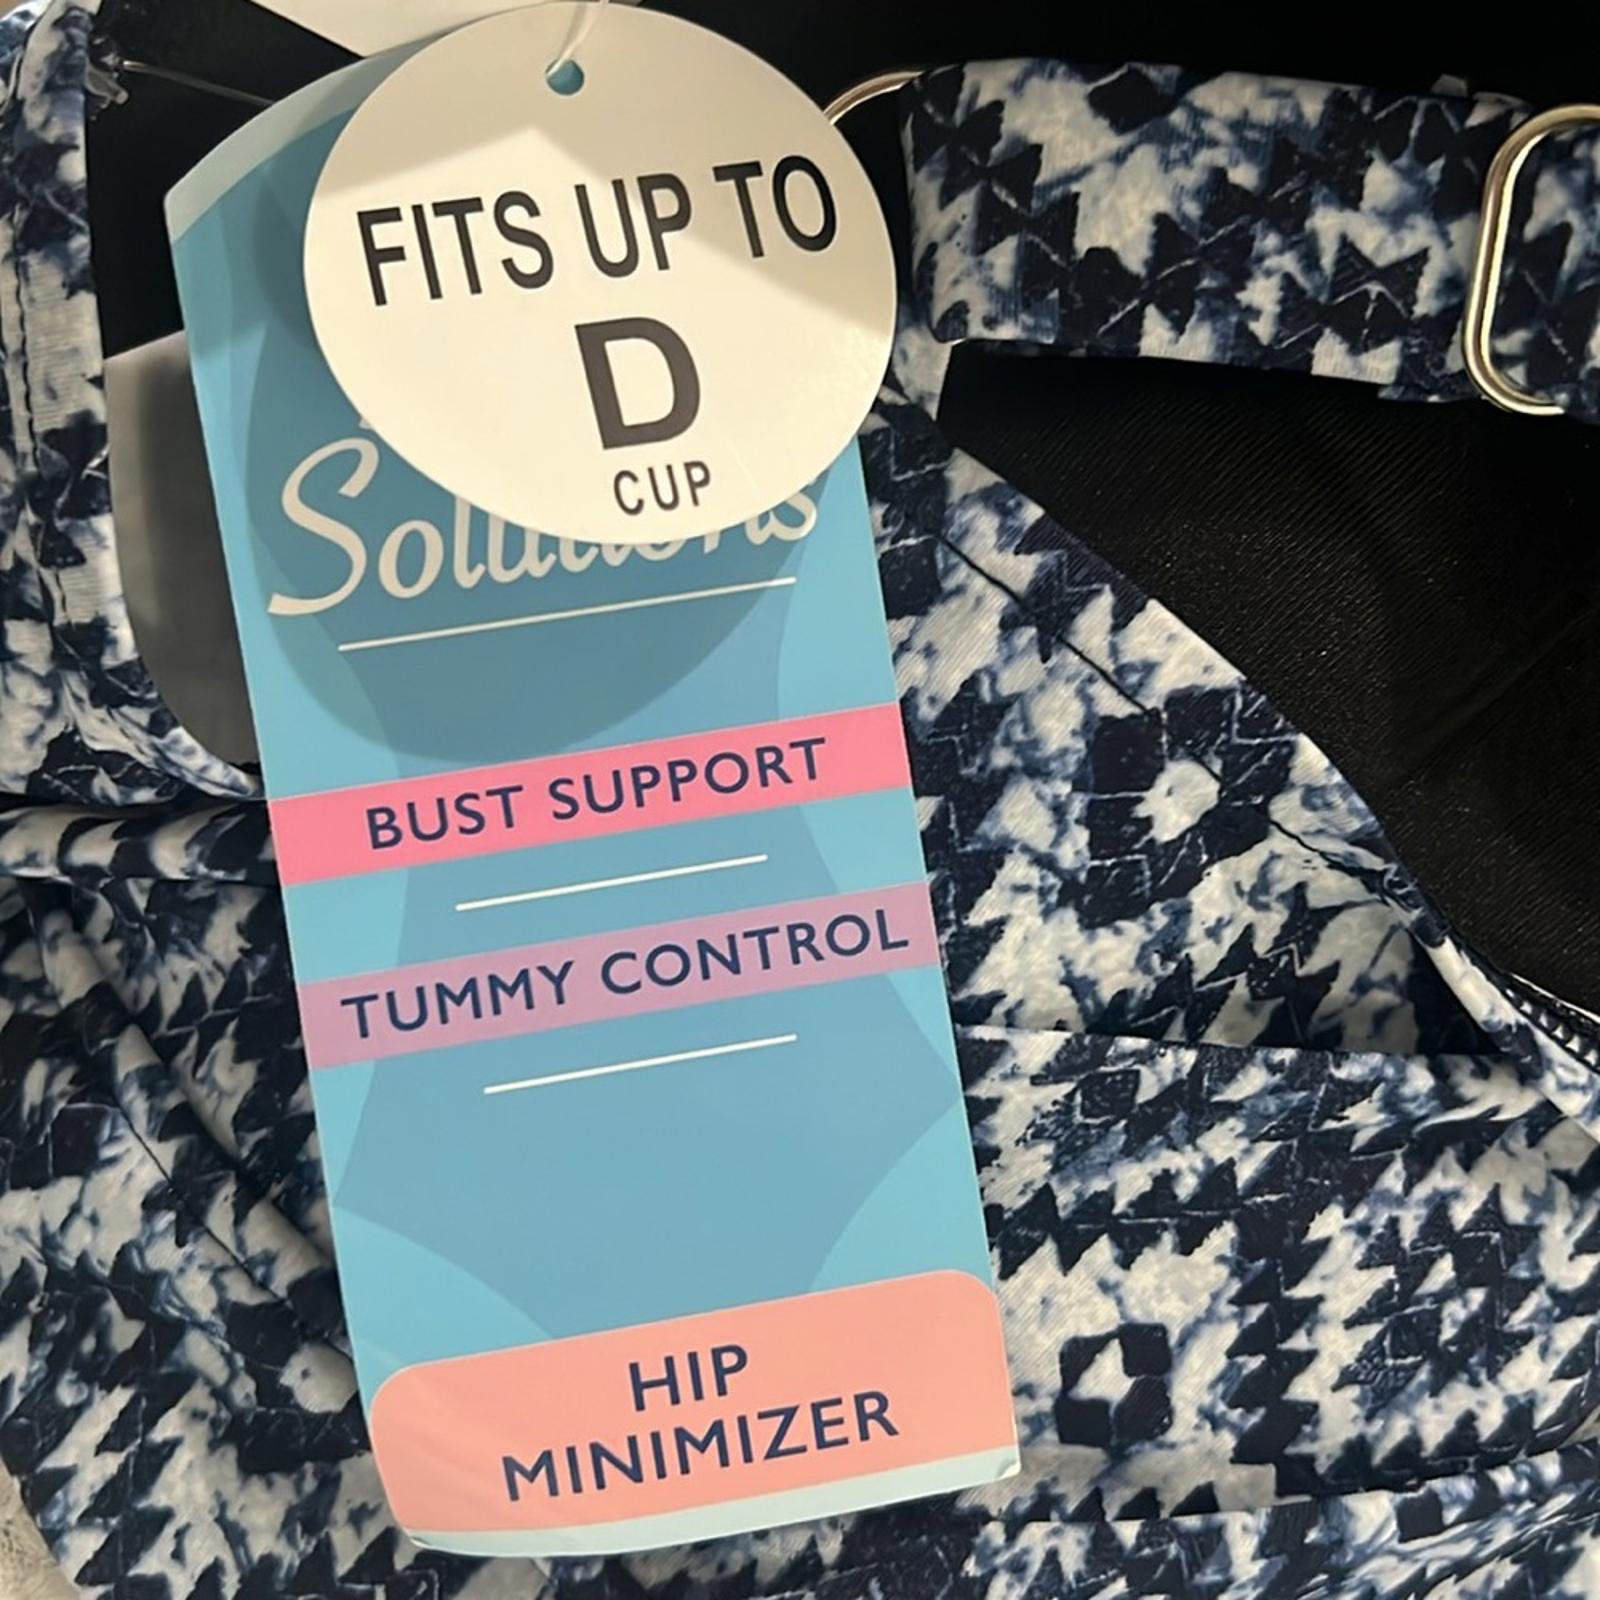 FITS UP TO
D
CUP
Solutions
BUST SUPPORT
TUMMY CONTROL
HIP
MINIMIZER